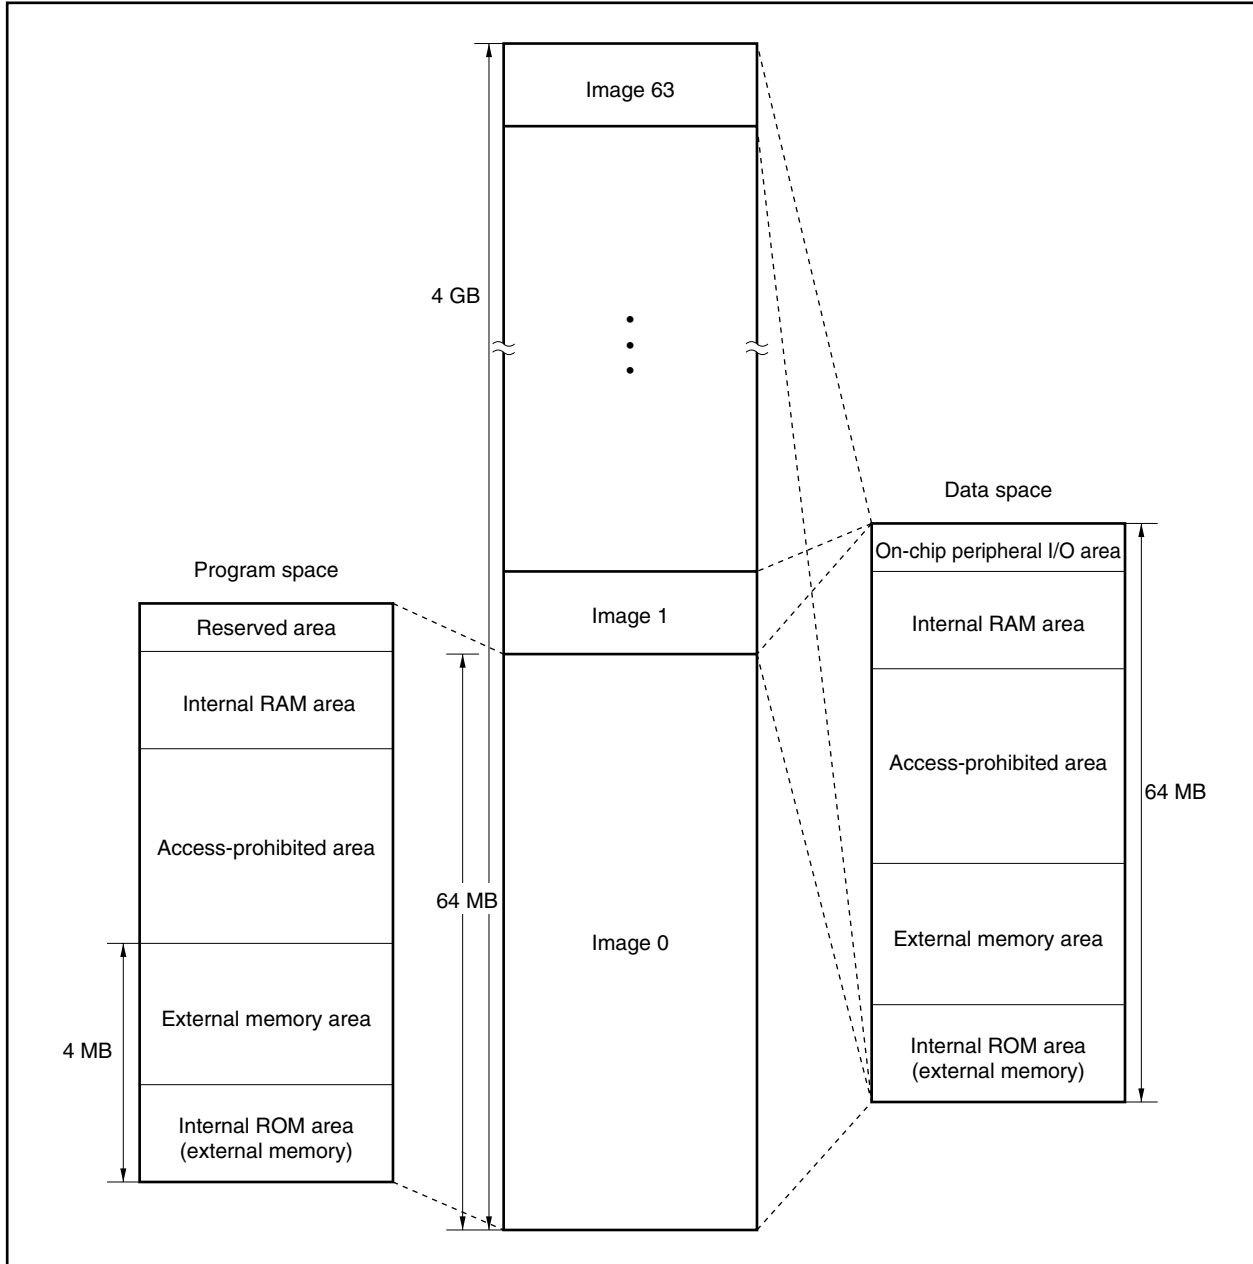 Image 63
4 GB
Data space
On-chip peripheral I/O area
Program space
Image 1
Internal RAM area
Reserved area
Internal RAM area
Access-prohibited area
64 MB
Access-prohibited area
64 MB
Image 0
External memory area
External memory area
4 MB
Internal ROM area
(external memory)
Internal ROM area
(external memory)